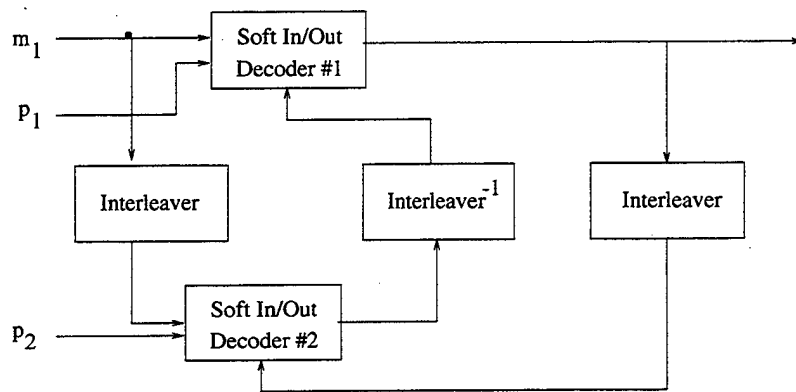 m1
Soft In/Out
Decoder #1
p1
Interleaver
Interleaver-1
Interleaver
Soft In/Out
Decoder #2
p2